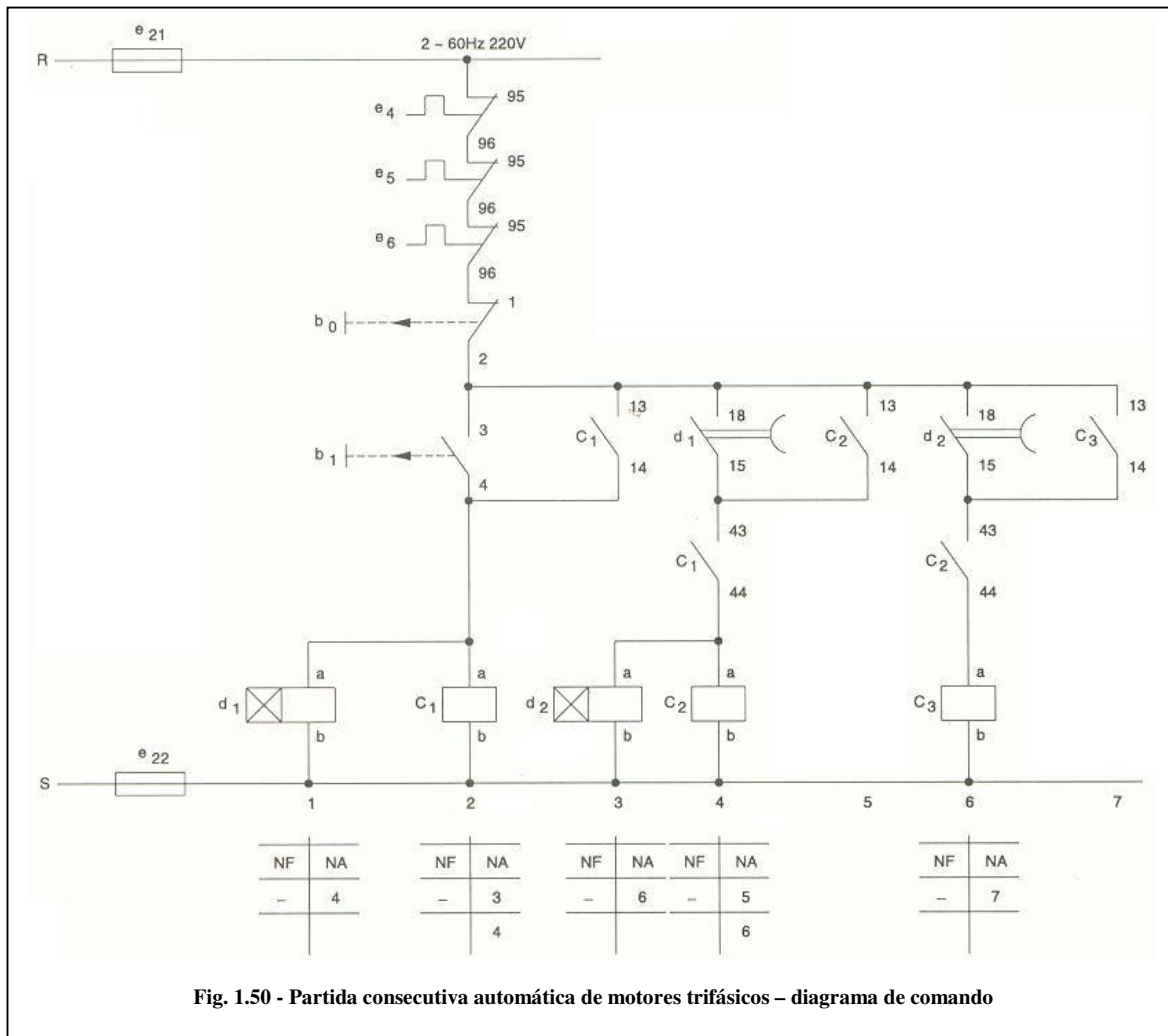 e 21
2 ~ 60Hz 220V
R
95
e 4
96
95
e 5
96
95
e 6
96
1
b 0
2
3
13
18
13
18
13
b 1
C 1
d 1
C 2
d 2
C 3
4
14
15
14
15
14
43
43
C 1
C 2
44
44
a
a
a
a
a
d 1
C 1
d 2
C 2
C 3
b
b
b
b
b
e 22
S
1
2
3
4
5
6
7
NF NA
NF NA
NF NA
NF NA
NF NA
– 4
– 3
– 6
– 5
– 7
4
6
Fig. 1.50 - Partida consecutiva automática de motores trifásicos – diagrama de comando